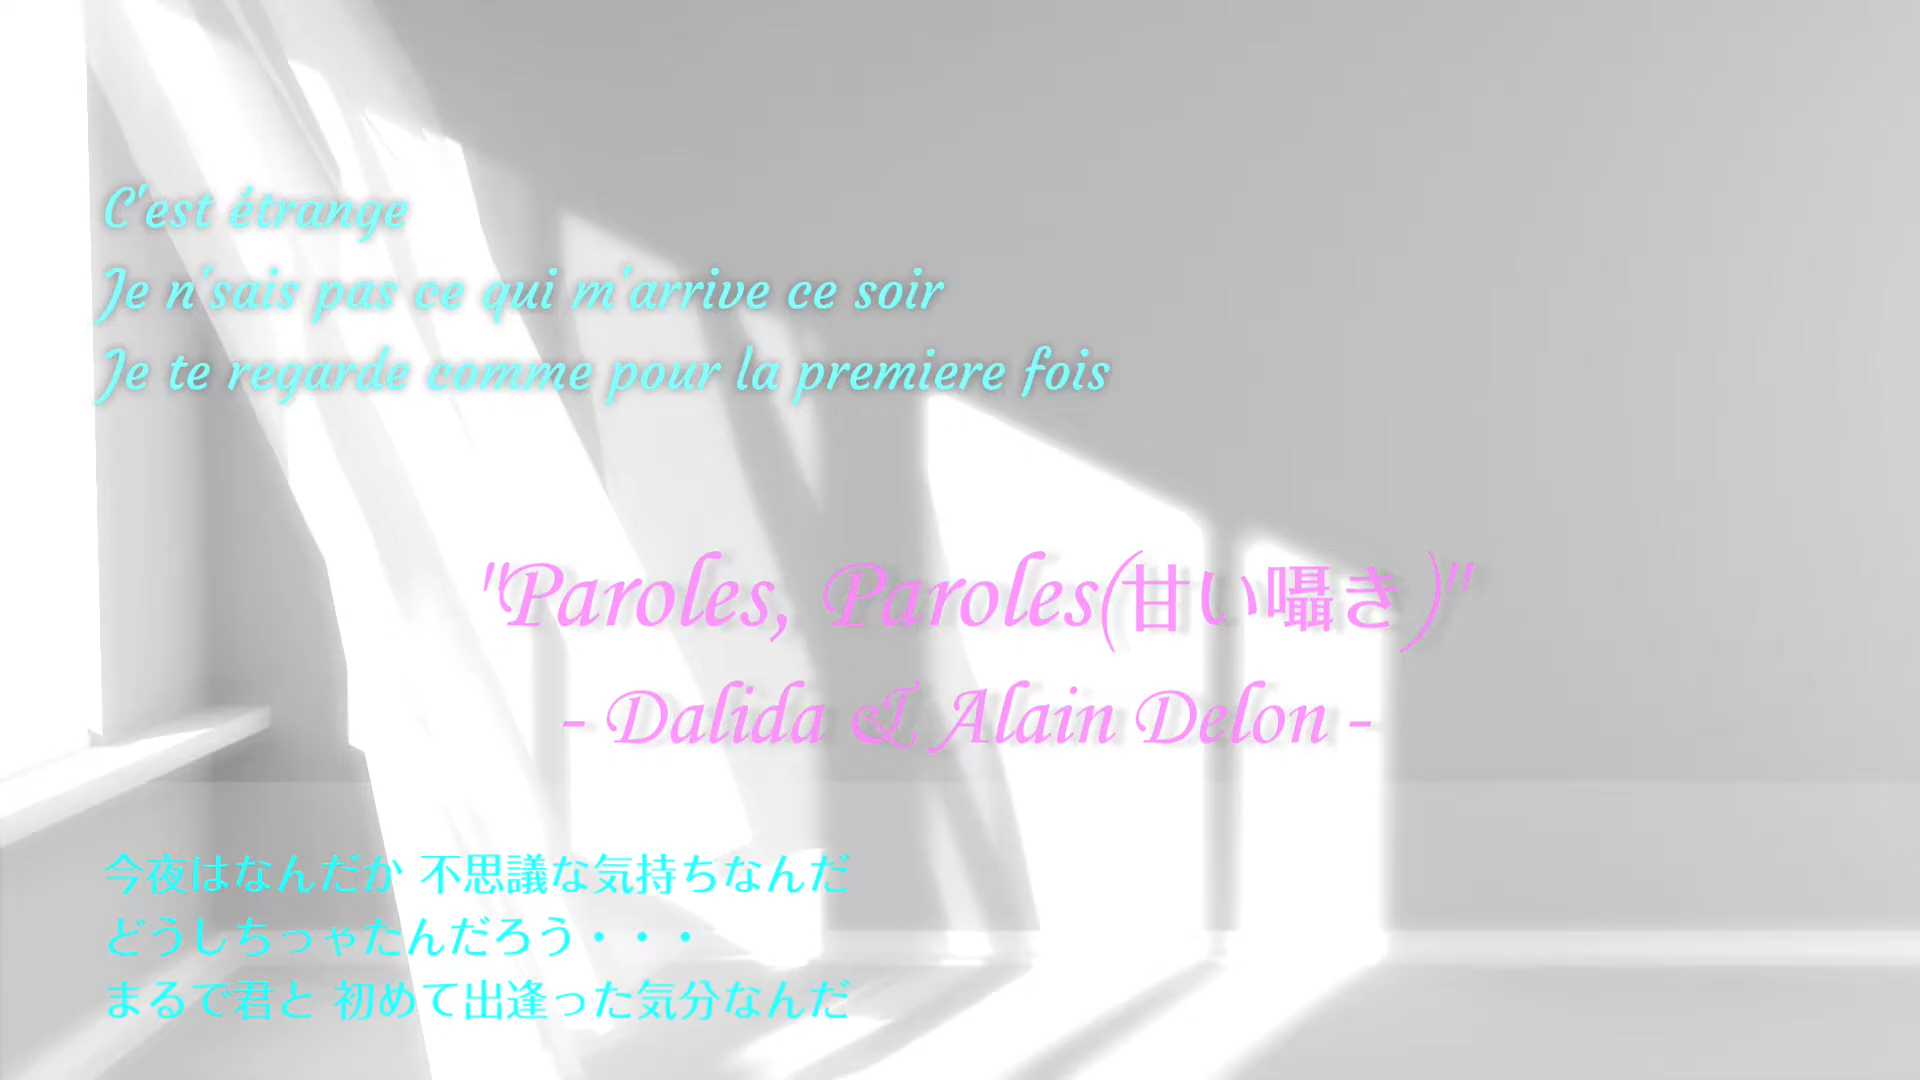 C'est étrange
Je n'sais pas ce qui m'arrive ce soir
Je te regarde comme pour la premiere fois
"Paroles, Paroles(甘い囁き)"
- Dalida & Alain Delon -
今夜はなんだか 不思議な気持ちなんだ
どうしちっゃたんだろう・・・
まるで君と 初めて出逢った気分なんだ